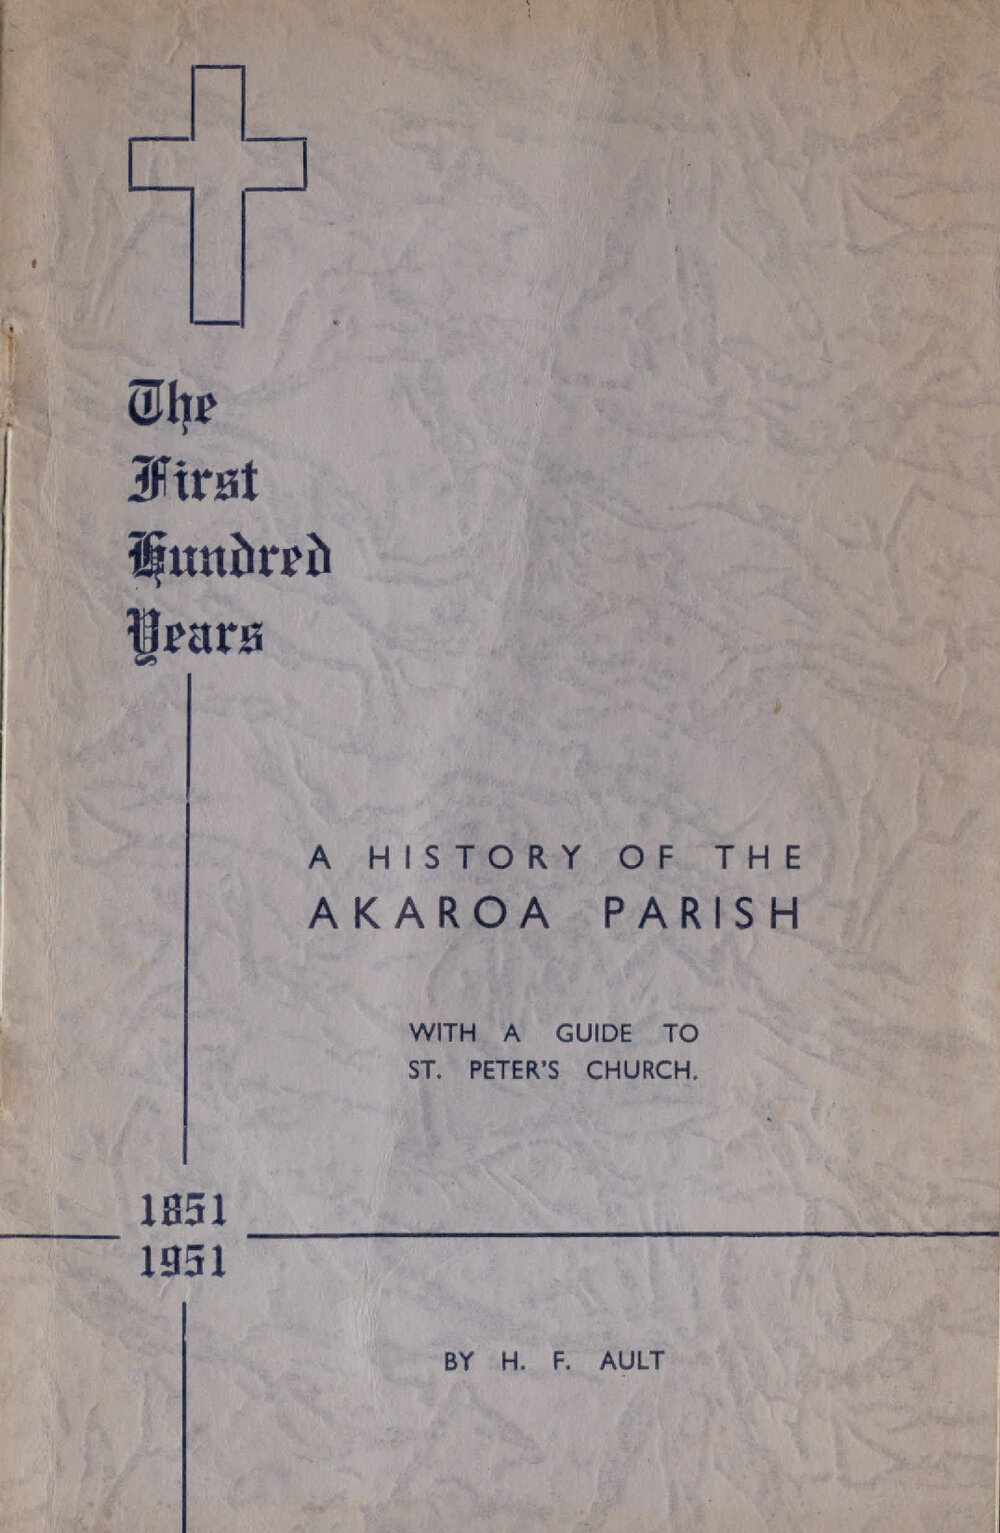 The
First
Hundred
Years
A HISTORY OF THE
AKAROA PARISH
WITH A GUIDE TO
ST. PETER'S CHURCH.
1851
1951
BY H. F. AULT